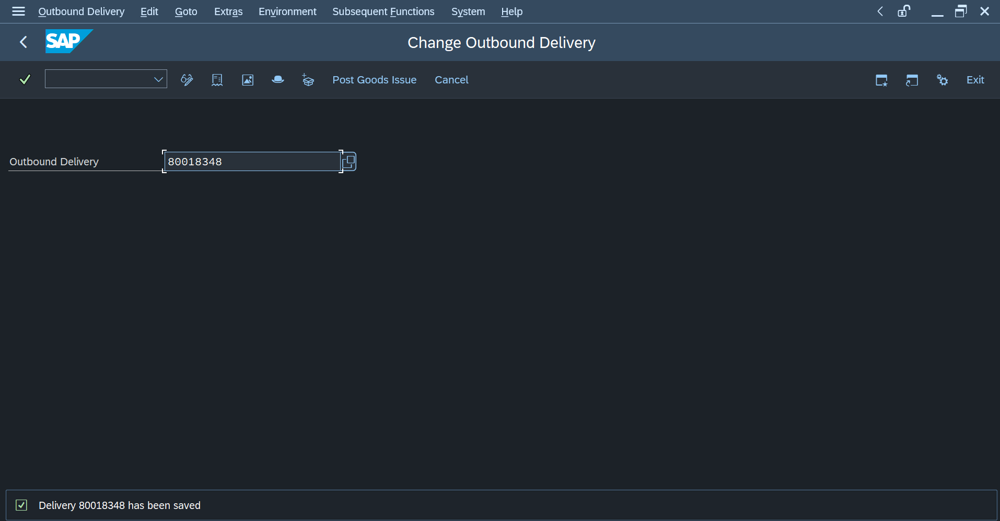 Outbound Delivery Edit Goto Extras Environment Subsequent Functions System Help
SAP Change Outbound Delivery
Post Goods Issue Cancel Exit
Outbound Delivery 80018348
Delivery 80018348 has been saved